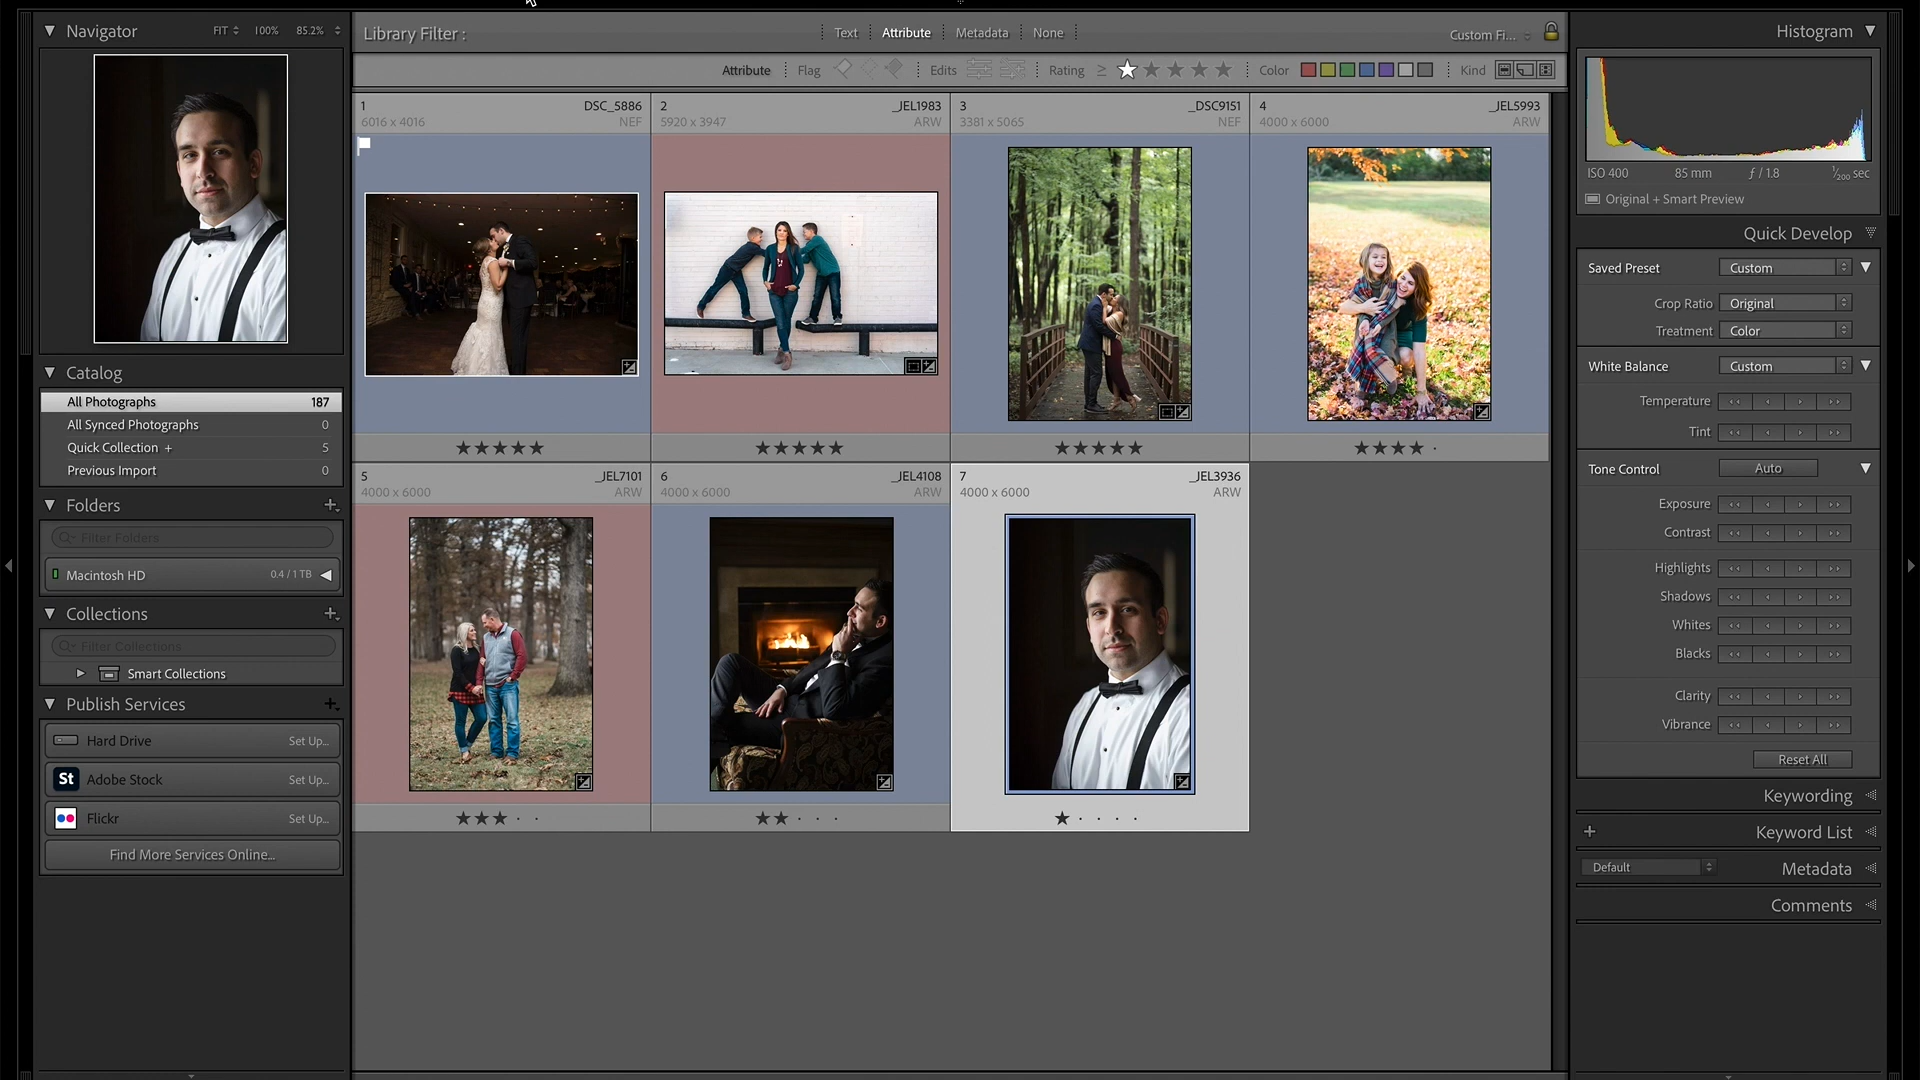 Navigator FIT 100% 85.2%
Catalog
All Photographs 187
All Synced Photographs 0
Quick Collection + 5
Previous Import 0
Folders
Filter Folders
Macintosh HD 0.4 / 1 TB
Collections
Filter Collections
Smart Collections
Publish Services
Hard Drive Set Up...
St Adobe Stock Set Up...
Flickr Set Up...
Find More Services Online...
Library Filter : Text Attribute Metadata None Custom Fi...
Attribute Flag Edits Rating ≥ Color Kind
1 DSC_5886
6016 x 4016 NEF
2 _JEL1983
5920 x 3947 ARW
3 _DSC9151
3381 x 5065 NEF
4 _JEL5993
4000 x 6000 ARW
5 _JEL7101
4000 x 6000 ARW
6 _JEL4108
4000 x 6000 ARW
7 _JEL3936
4000 x 6000 ARW
Histogram
ISO 400 85 mm ƒ / 1.8 1/200 sec
Original + Smart Preview
Quick Develop
Saved Preset Custom
Crop Ratio Original
Treatment Color
White Balance Custom
Temperature
Tint
Tone Control Auto
Exposure
Contrast
Highlights
Shadows
Whites
Blacks
Clarity
Vibrance
Reset All
Keywording
+ Keyword List
Default Metadata
Comments